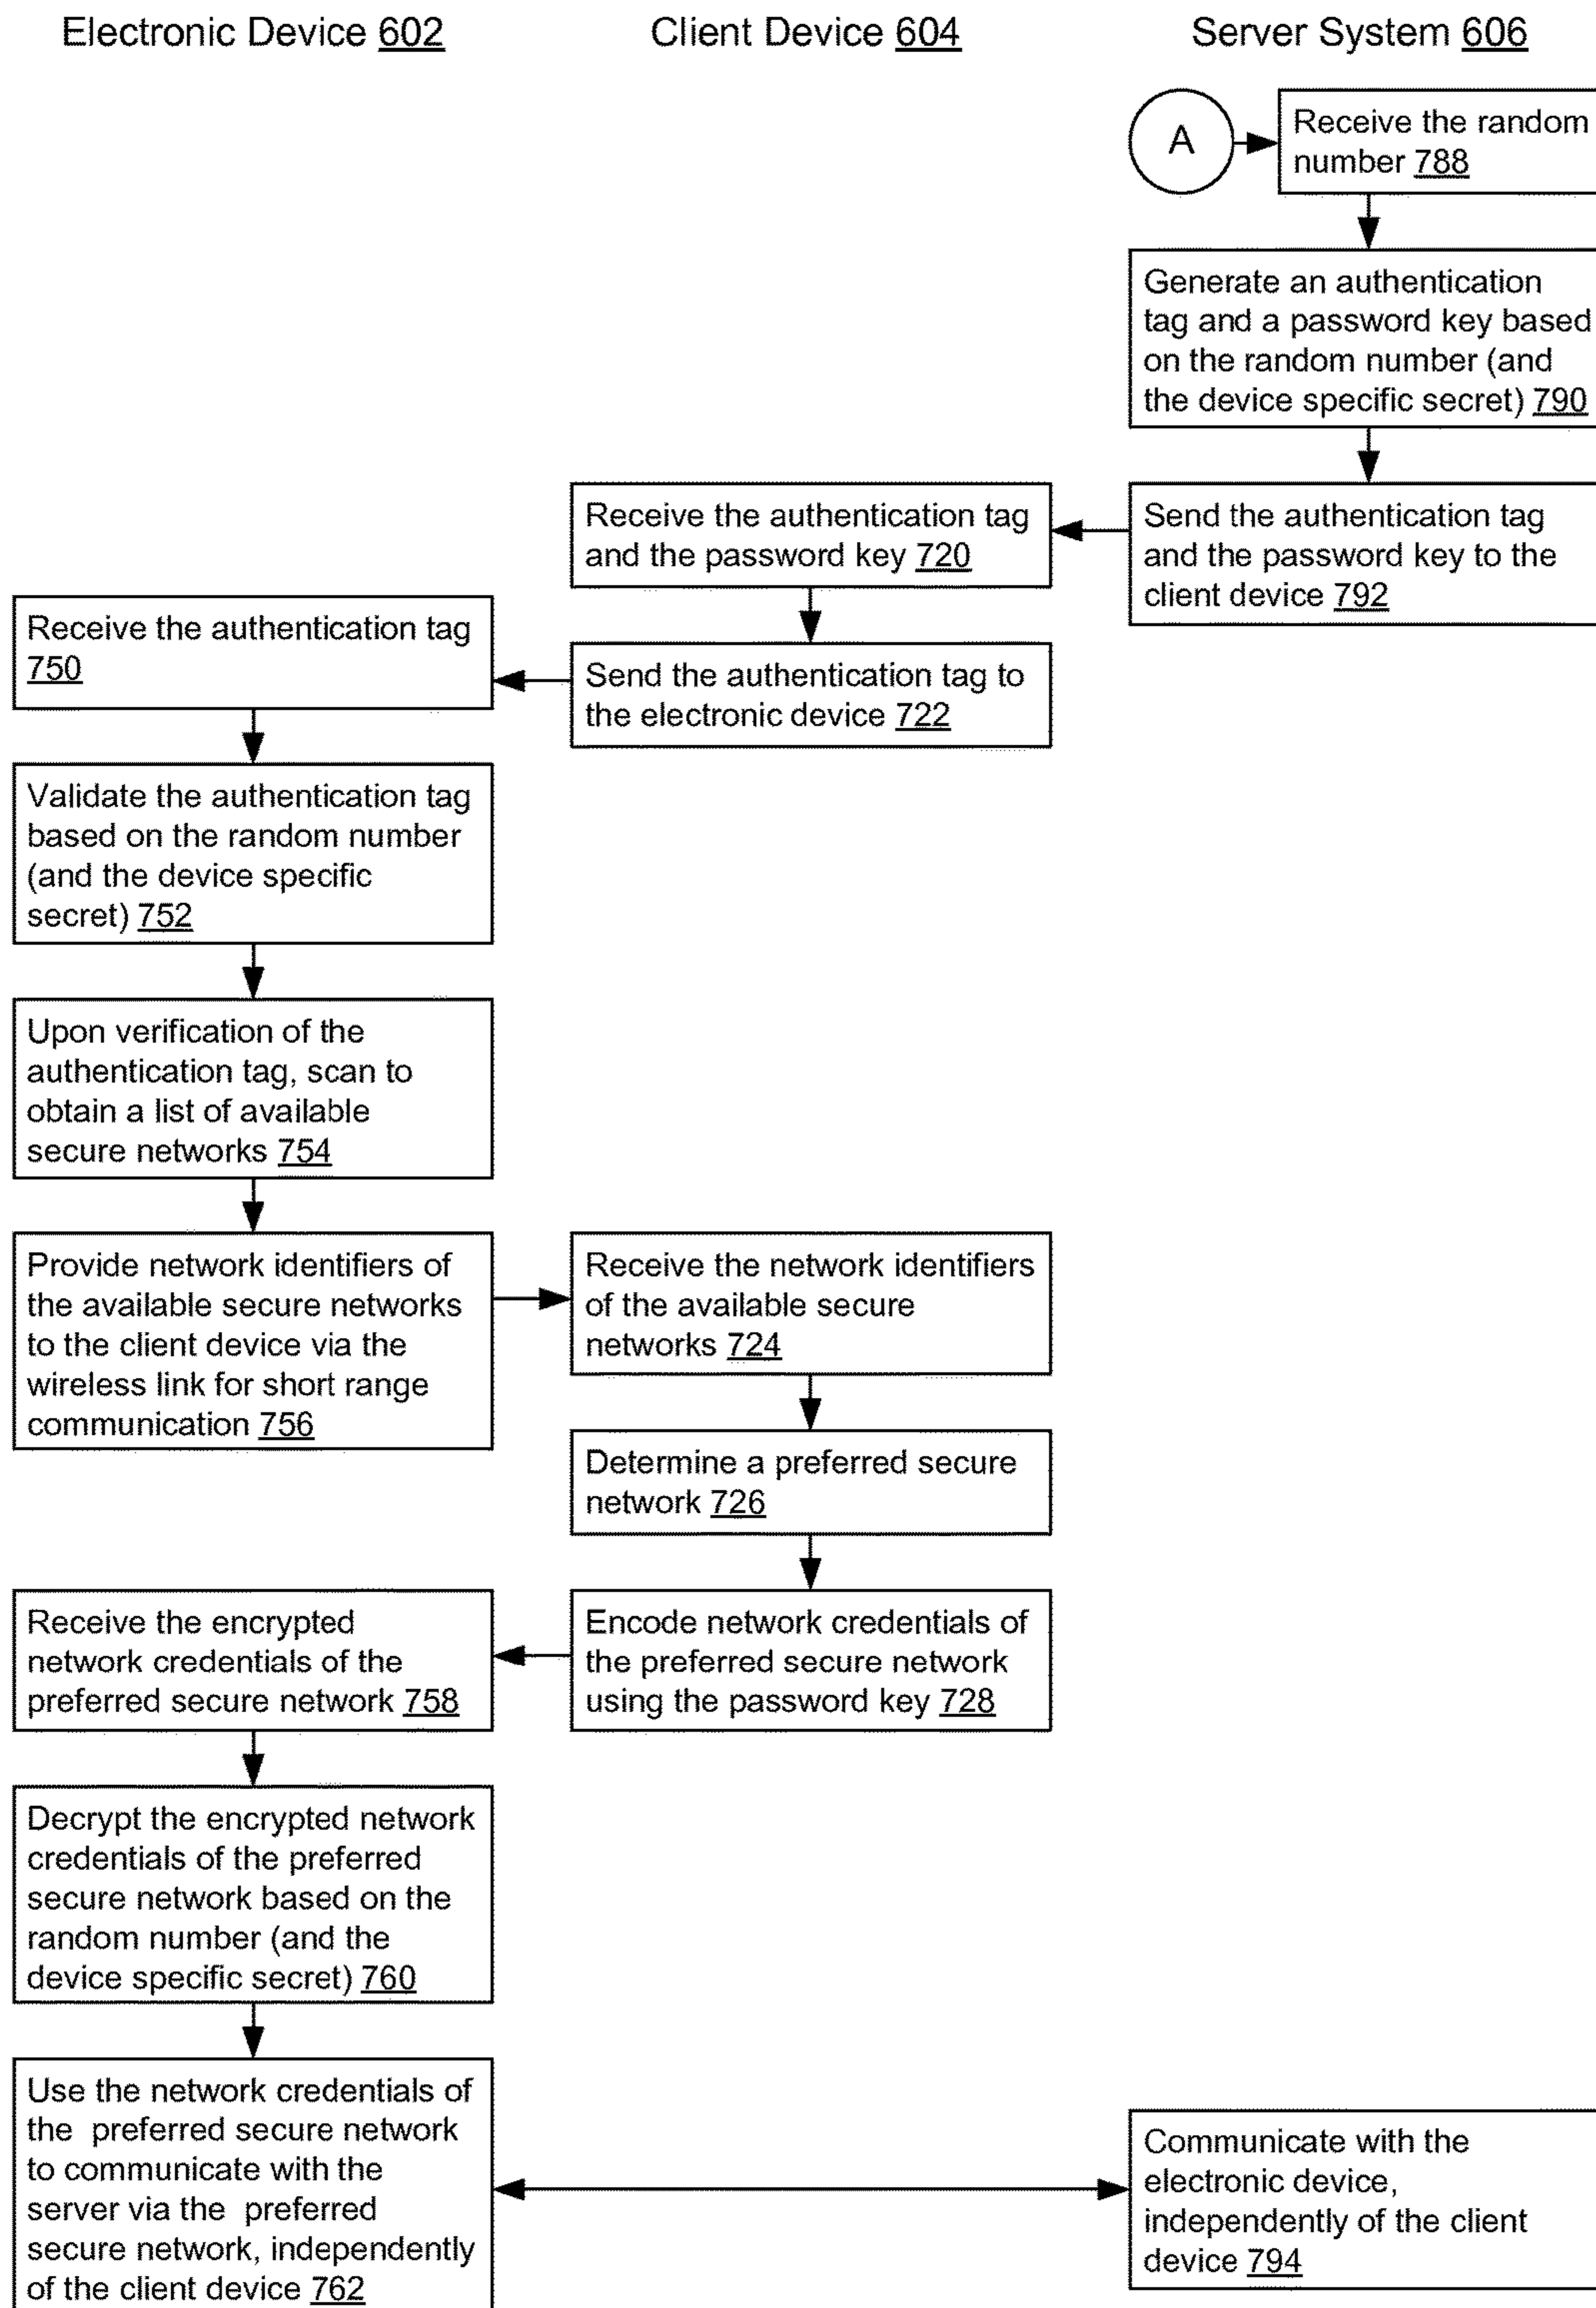 Electronic Device 602
Client Device 604
Server System 606
A
Receive the random
number 788
Generate an authentication
tag and a password key based
on the random number (and
the device specific secret) 790
Send the authentication tag
and the password key to the
client device 792
Receive the authentication tag
and the password key 720
Send the authentication tag to
the electronic device 722
Receive the authentication tag
750
Validate the authentication tag
based on the random number
(and the device specific
secret) 752
Upon verification of the
authentication tag, scan to
obtain a list of available
secure networks 754
Provide network identifiers of
the available secure networks
to the client device via the
wireless link for short range
communication 756
Receive the network identifiers
of the available secure
networks 724
Determine a preferred secure
network 726
Encode network credentials of
the preferred secure network
using the password key 728
Receive the encrypted
network credentials of the
preferred secure network 758
Decrypt the encrypted network
credentials of the preferred
secure network based on the
random number (and the
device specific secret) 760
Use the network credentials of
the preferred secure network
to communicate with the
server via the preferred
secure network, independently
of the client device 762
Communicate with the
electronic device,
independently of the client
device 794